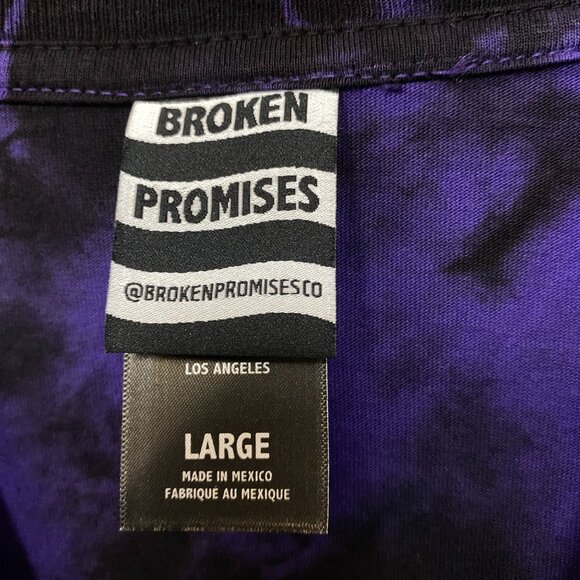 BROKEN
PROMISES
@BROKENPROMISESCO
LOS ANGELES
LARGE
MADE IN MEXICO
FABRIQUÉ AU MEXIQUE